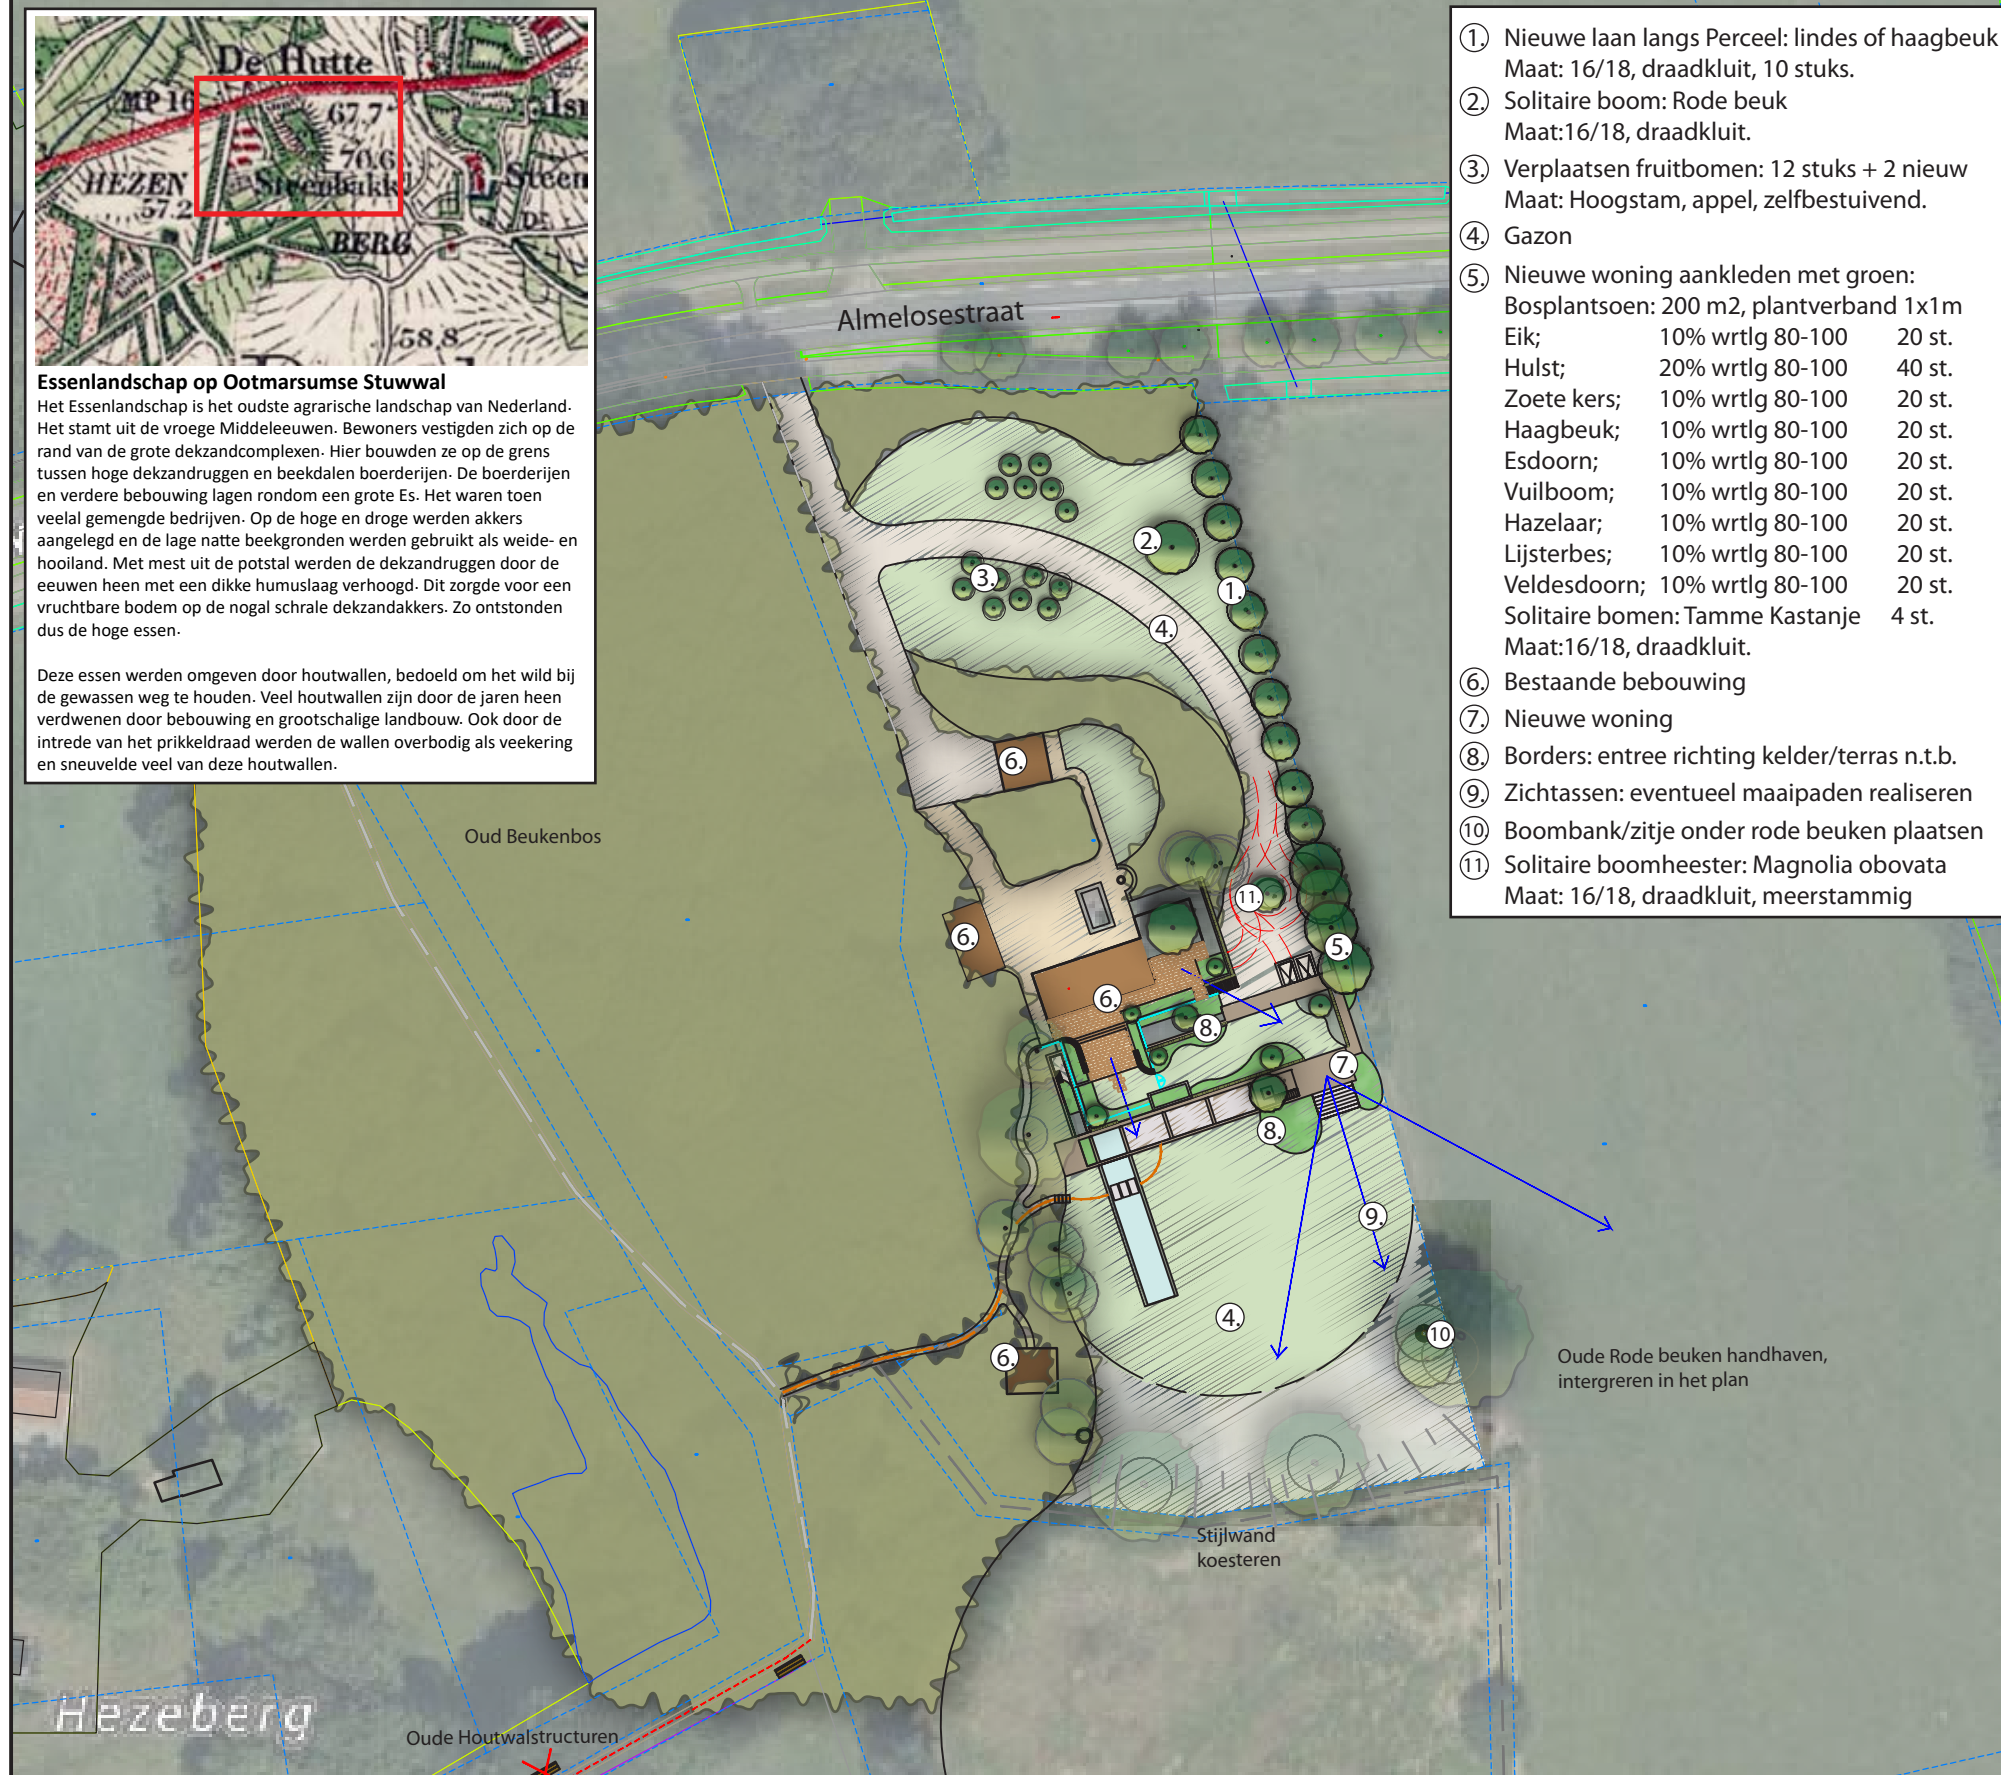 De Hutte
MP 16
67,7
70.6
HEZEN
57.2
Steen
D.
BERG
58,8
Essenlandschap op Ootmarsumse Stuwwal
Het Essenlandschap is het oudste agrarische landschap van Nederland.
Het stamt uit de vroege Middeleeuwen. Bewoners vestigden zich op de
rand van de grote dekzandcomplexen. Hier bouwden ze op de grens
tussen hoge dekzandruggen en beekdalen boerderijen. De boerderijen
en verdere bebouwing lagen rondom een grote Es. Het waren toen
veelal gemengde bedrijven. Op de hoge en droge werden akkers
aangelegd en de lage natte beekgronden werden gebruikt als weide- en
hooiland. Met mest uit de potstal werden de dekzandruggen door de
eeuwen heen met een dikke humuslaag verhoogd. Dit zorgde voor een
vruchtbare bodem op de nogal schrale dekzandakkers. Zo ontstonden
dus de hoge essen.
Deze essen werden omgeven door houtwallen, bedoeld om het wild bij
de gewassen weg te houden. Veel houtwallen zijn door de jaren heen
verdwenen door bebouwing en grootschalige landbouw. Ook door de
intrede van het prikkeldraad werden de wallen overbodig als veekering
en sneuvelde veel van deze houtwallen.
1. Nieuwe laan langs Perceel: lindes of haagbeuk
Maat: 16/18, draadkluit, 10 stuks.
2. Solitaire boom: Rode beuk
Maat:16/18, draadkluit.
3. Verplaatsen fruitbomen: 12 stuks + 2 nieuw
Maat: Hoogstam, appel, zelfbestuivend.
4. Gazon
5. Nieuwe woning aankleden met groen:
Bosplantsoen: 200 m2, plantverband 1x1m
Eik; 10% wrtlg 80-100 20 st.
Hulst; 20% wrtlg 80-100 40 st.
Zoete kers; 10% wrtlg 80-100 20 st.
Haagbeuk; 10% wrtlg 80-100 20 st.
Esdoorn; 10% wrtlg 80-100 20 st.
Vuilboom; 10% wrtlg 80-100 20 st.
Hazelaar; 10% wrtlg 80-100 20 st.
Lijsterbes; 10% wrtlg 80-100 20 st.
Veldesdoorn; 10% wrtlg 80-100 20 st.
Solitaire bomen: Tamme Kastanje 4 st.
Maat:16/18, draadkluit.
6. Bestaande bebouwing
7. Nieuwe woning
8. Borders: entree richting kelder/terras n.t.b.
9. Zichtassen: eventueel maaipaden realiseren
10. Boombank/zitje onder rode beuken plaatsen
11. Solitaire boomheester: Magnolia obovata
Maat: 16/18, draadkluit, meerstammig
Almelosestraat
2.
3.
1.
4.
6.
Oud Beukenbos
11.
6.
5.
6.
8.
7.
8.
9.
4.
10.
6.
Oude Rode beuken handhaven,
intergreren in het plan
Stijlwand
koesteren
Hezeberg
Oude Houtwalstructuren